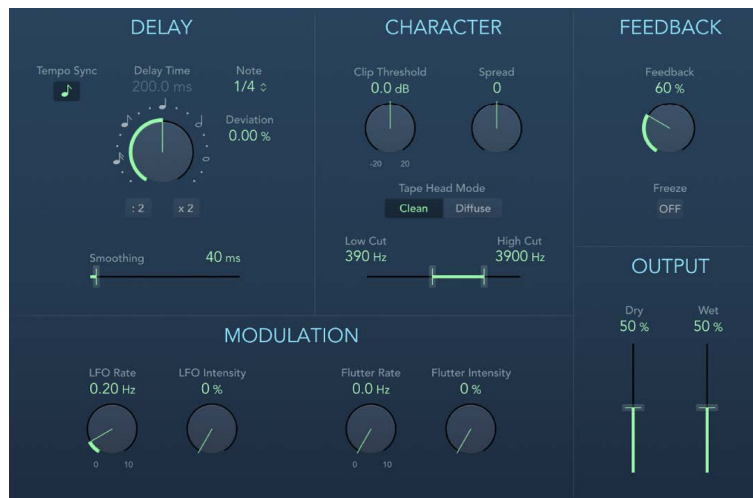 DELAY
Tempo Sync
Delay Time
200.0 ms
Note
1/4
Deviation
0.00 %
: 2
x 2
Smoothing
40 ms
CHARACTER
Clip Threshold
0.0 dB
-20 20
Spread
0
Tape Head Mode
Clean
Diffuse
Low Cut
390 Hz
High Cut
3900 Hz
FEEDBACK
Feedback
60 %
Freeze
OFF
MODULATION
LFO Rate
0.20 Hz
0 10
LFO Intensity
0 %
Flutter Rate
0.0 Hz
0 10
Flutter Intensity
0 %
OUTPUT
Dry
50 %
Wet
50 %